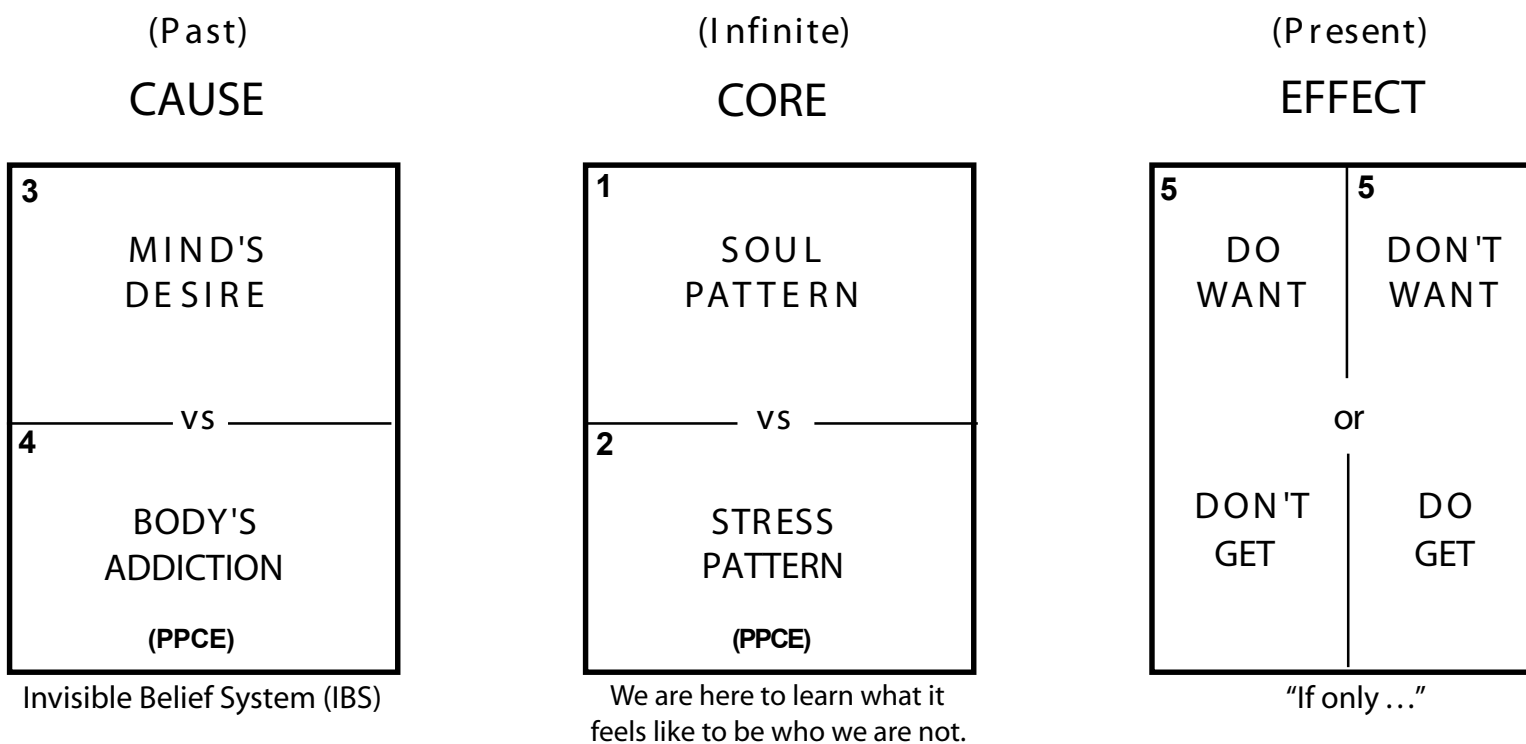 (Past)
CAUSE
3
MIND'S
DESIRE
vs
4
BODY'S
ADDICTION
(PPCE)
Invisible Belief System (IBS)
(Infinite)
CORE
1
SOUL
PATTERN
vs
2
STRESS
PATTERN
(PPCE)
We are here to learn what it
feels like to be who we are not.
(Present)
EFFECT
5
DO
WANT
5
DON'T
WANT
or
DON'T
GET
DO
GET
“If only …”